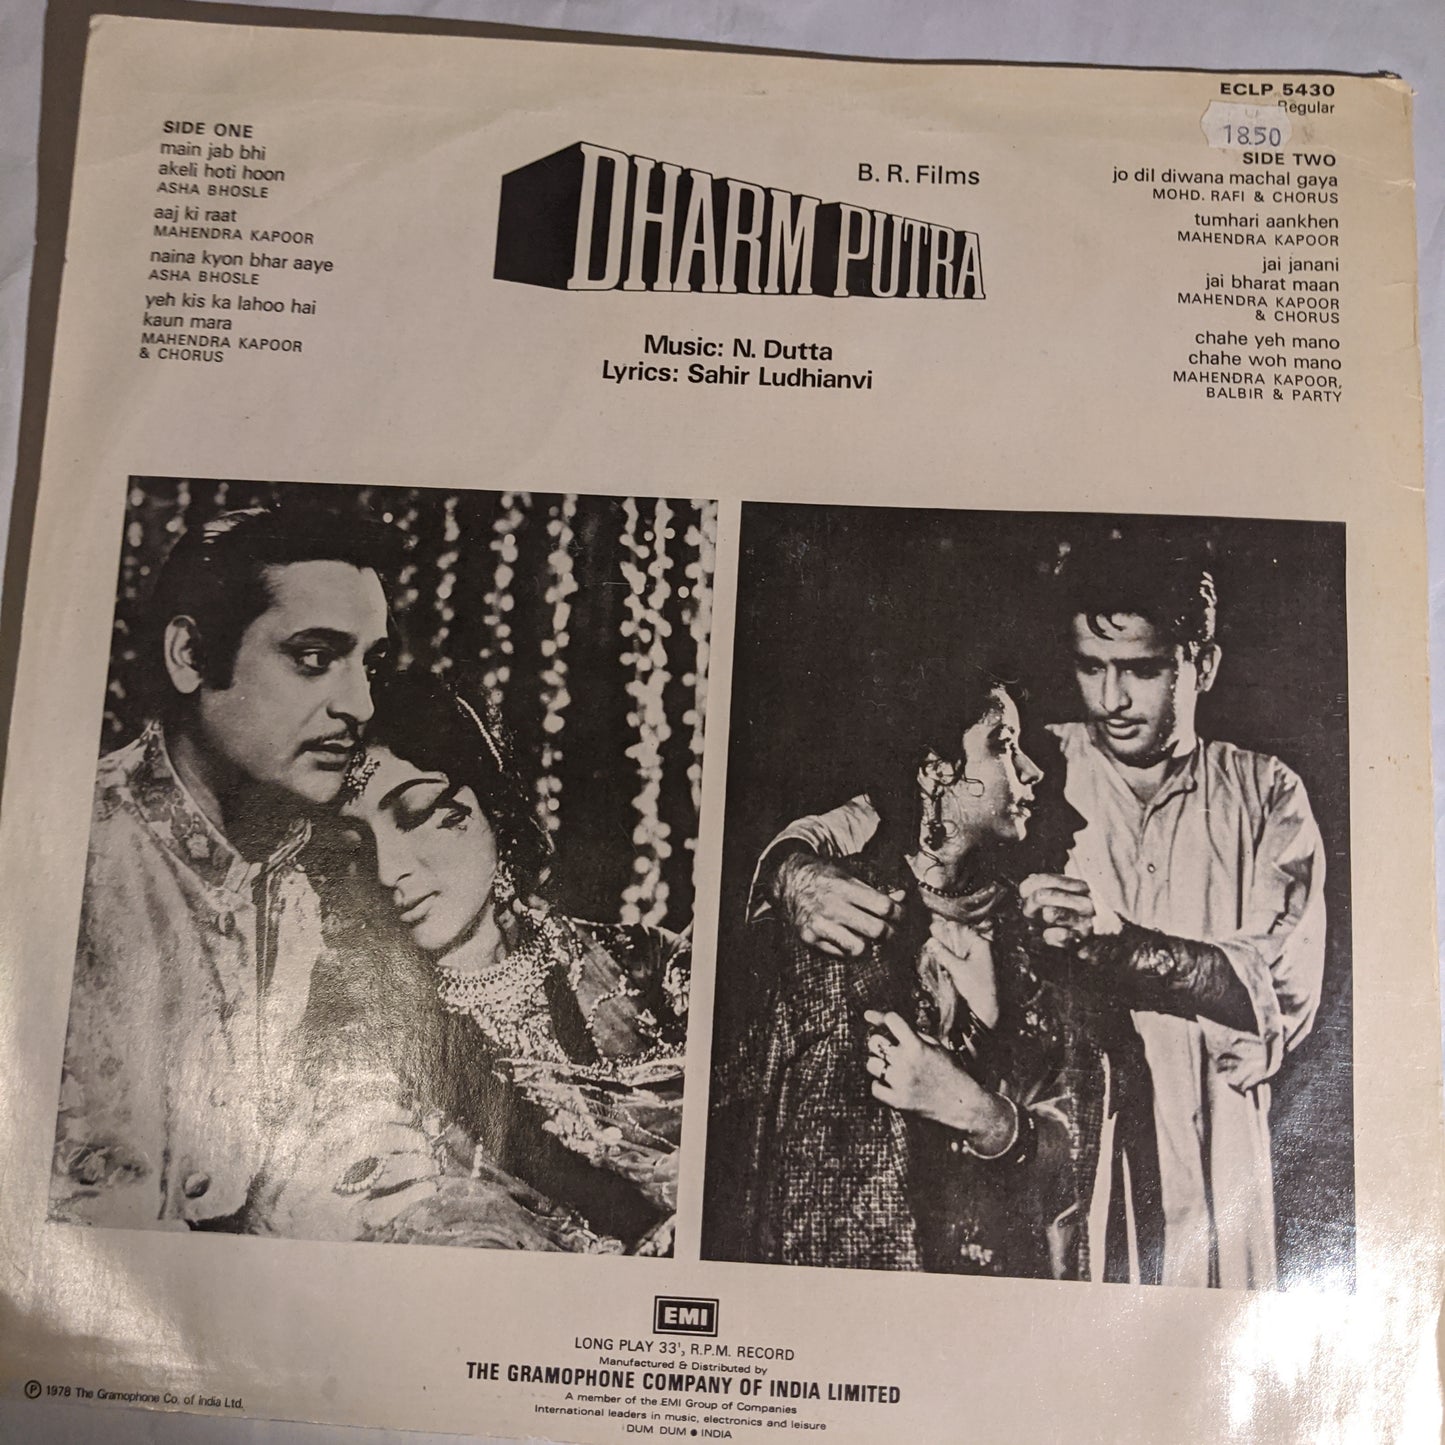 ECLP 5430
Regular
18.50
SIDE ONE
main jab bhi
akeli hoti hoon
ASHA BHOSLE
aaj ki raat
MAHENDRA KAPOOR
naina kyon bhar aaye
ASHA BHOSLE
yeh kis ka lahoo hai
kaun mara
MAHENDRA KAPOOR
& CHORUS
B. R. Films
DHARM PUTRA
Music: N. Dutta
Lyrics: Sahir Ludhianvi
SIDE TWO
jo dil diwana machal gaya
MOHD. RAFI & CHORUS
tumhari aankhen
MAHENDRA KAPOOR
jai janani
jai bharat maan
MAHENDRA KAPOOR
& CHORUS
chahe yeh mano
chahe woh mano
MAHENDRA KAPOOR,
BALBIR & PARTY
EMI
LONG PLAY 33⅓ R.P.M. RECORD
Manufactured & Distributed by
THE GRAMOPHONE COMPANY OF INDIA LIMITED
A member of the EMI Group of Companies
International leaders in music, electronics and leisure
DUM DUM ● INDIA
℗ 1978 The Gramophone Co. of India Ltd.